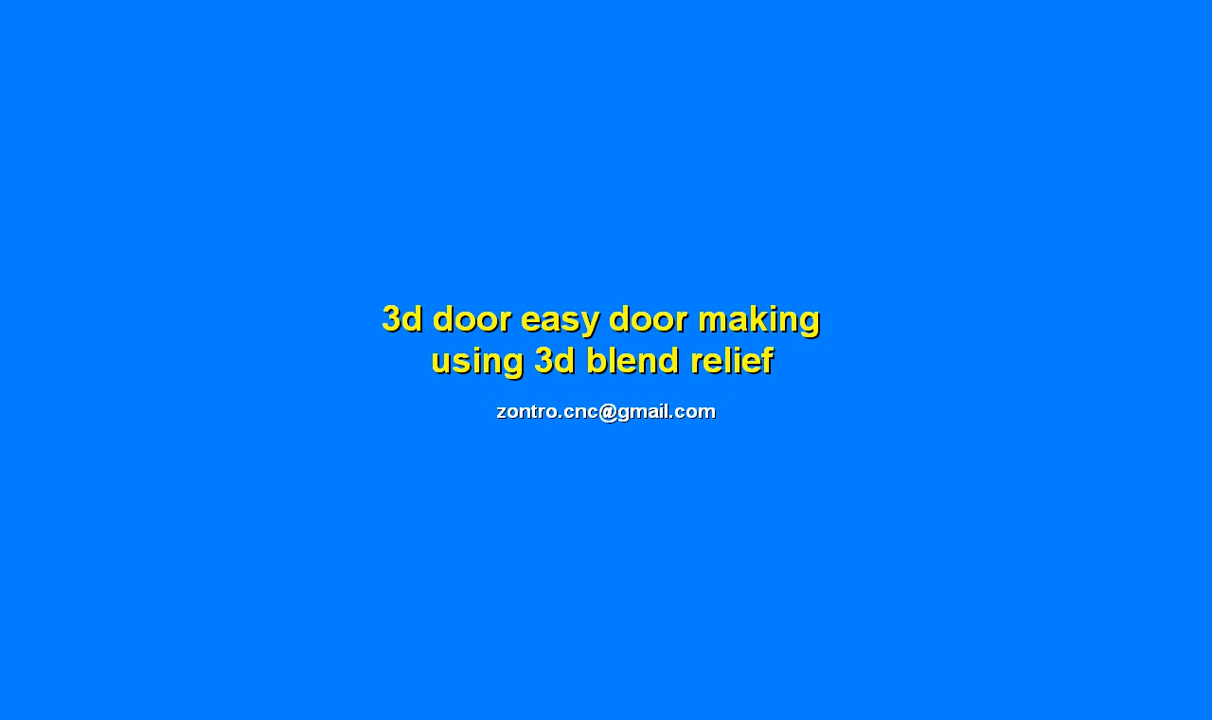 3d door easy door making
using 3d blend relief
zontro.cnc@gmail.com